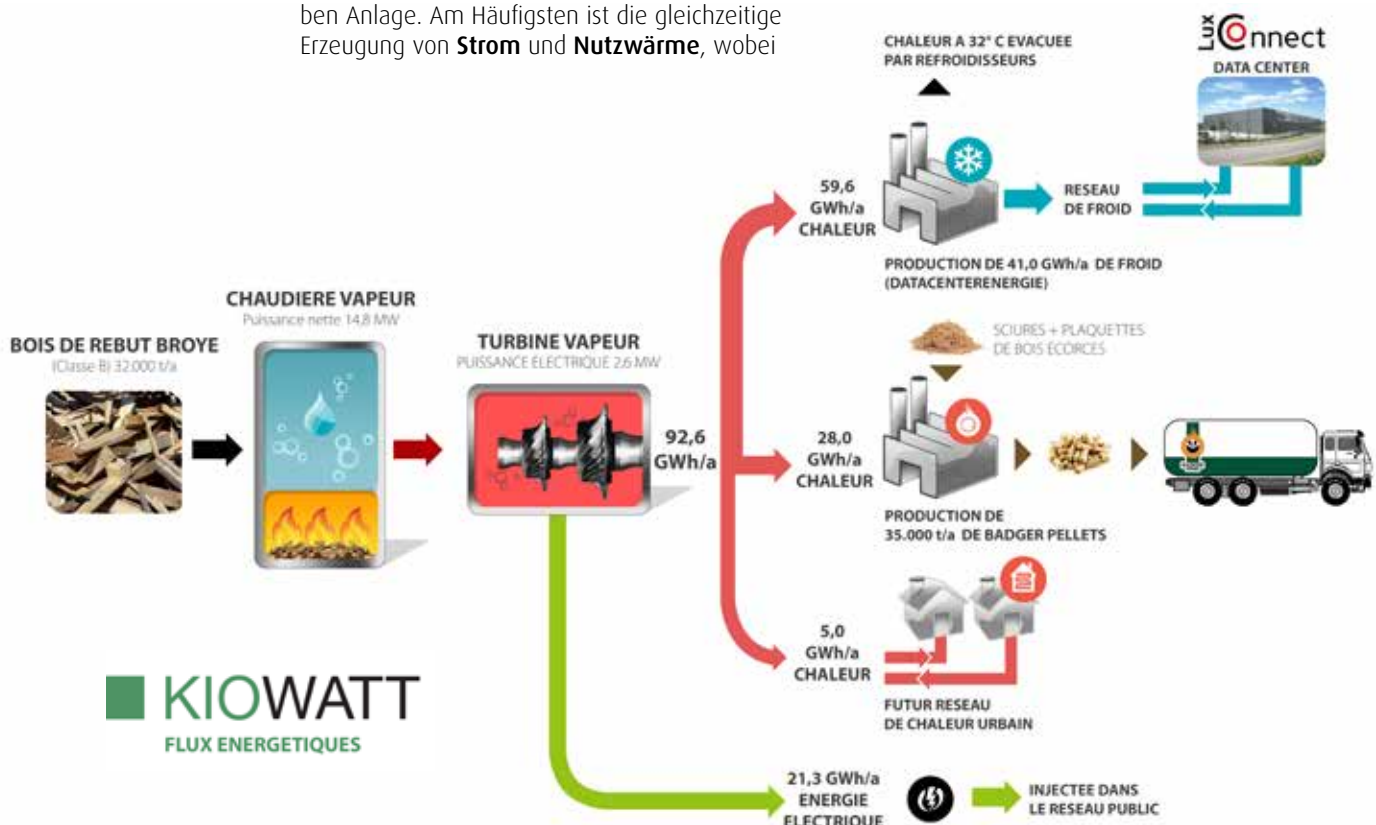 ben Anlage. Am Häufigsten ist die gleichzeitige
Erzeugung von Strom und Nutzwärme, wobei
CHALEUR A 32° C EVACUEE
PAR REFROIDISSEURS
Lux Connect
DATA CENTER
59,6
GWh/a
CHALEUR
RESEAU
DE FROID
PRODUCTION DE 41,0 GWh/a DE FROID
(DATACENTERENERGIE)
BOIS DE REBUT BROYE
(Classe B) 32.000 t/a
CHAUDIERE VAPEUR
Puissance nette 14,8 MW
TURBINE VAPEUR
PUISSANCE ÉLECTRIQUE 2.6 MW
92,6
GWh/a
SCIURES + PLAQUETTES
DE BOIS ÉCORCES
28,0
GWh/a
CHALEUR
PRODUCTION DE
35.000 t/a DE BADGER PELLETS
5,0
GWh/a
CHALEUR
FUTUR RESEAU
DE CHALEUR URBAIN
KIOWATT
FLUX ENERGETIQUES
21,3 GWh/a
ENERGIE
ELECTRIQUE
INJECTEE DANS
LE RESEAU PUBLIC